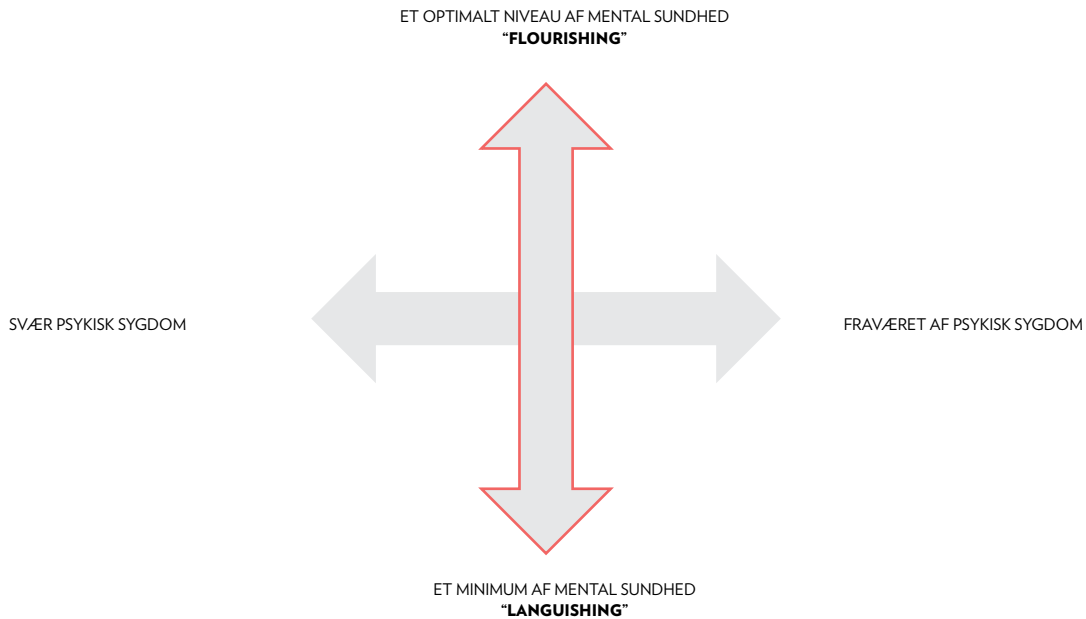 ET OPTIMALT NIVEAU AF MENTAL SUNDHED
“FLOURISHING”
SVÆR PSYKISK SYGDOM
FRAVÆRET AF PSYKISK SYGDOM
ET MINIMUM AF MENTAL SUNDHED
“LANGUISHING”